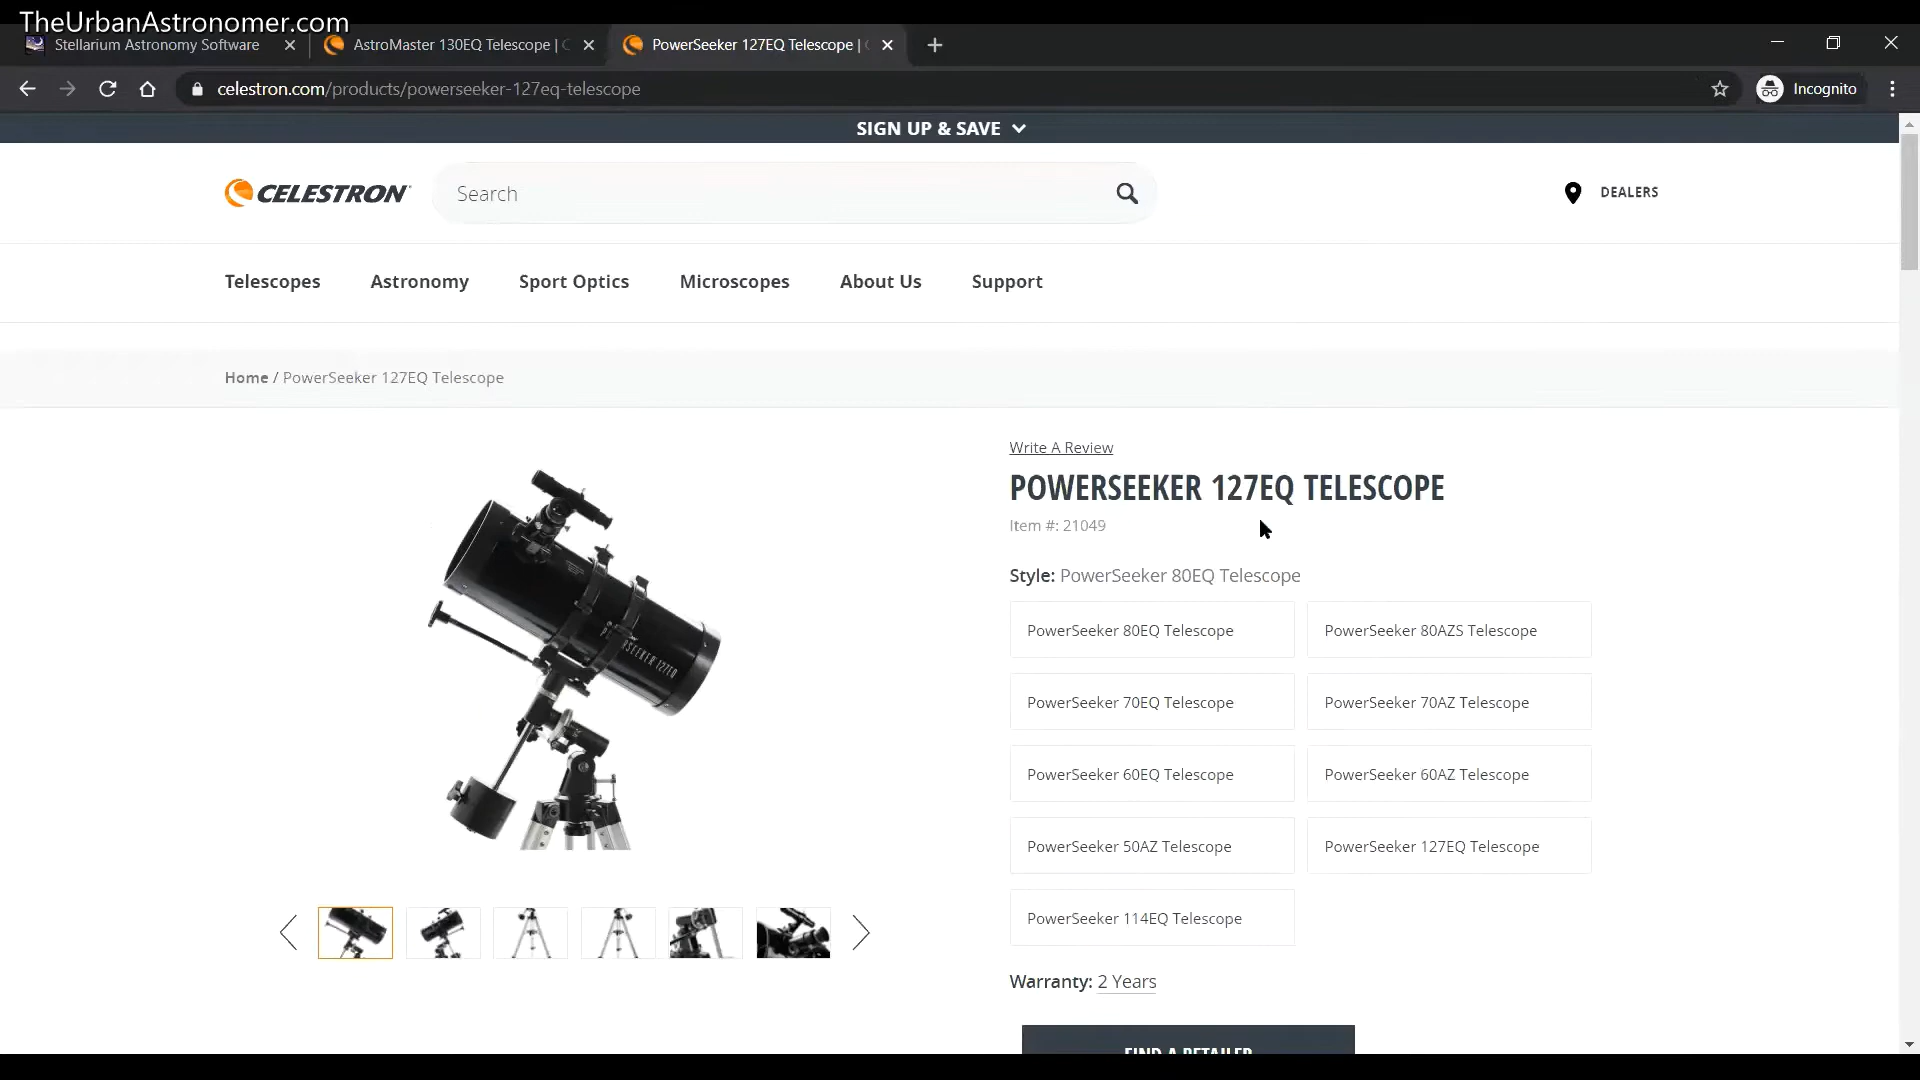 TheUrbanAstronomer.com
Stellarium Astronomy Software
AstroMaster 130EQ Telescope |
PowerSeeker 127EQ Telescope |
celestron.com/products/powerseeker-127eq-telescope
Incognito
SIGN UP & SAVE
CELESTRON
Search
DEALERS
Telescopes
Astronomy
Sport Optics
Microscopes
About Us
Support
Home / PowerSeeker 127EQ Telescope
Write A Review
POWERSEEKER 127EQ TELESCOPE
Item #: 21049
Style: PowerSeeker 80EQ Telescope
PowerSeeker 80EQ Telescope
PowerSeeker 80AZS Telescope
PowerSeeker 70EQ Telescope
PowerSeeker 70AZ Telescope
PowerSeeker 60EQ Telescope
PowerSeeker 60AZ Telescope
PowerSeeker 50AZ Telescope
PowerSeeker 127EQ Telescope
PowerSeeker 114EQ Telescope
Warranty: 2 Years
FIND A RETAILER